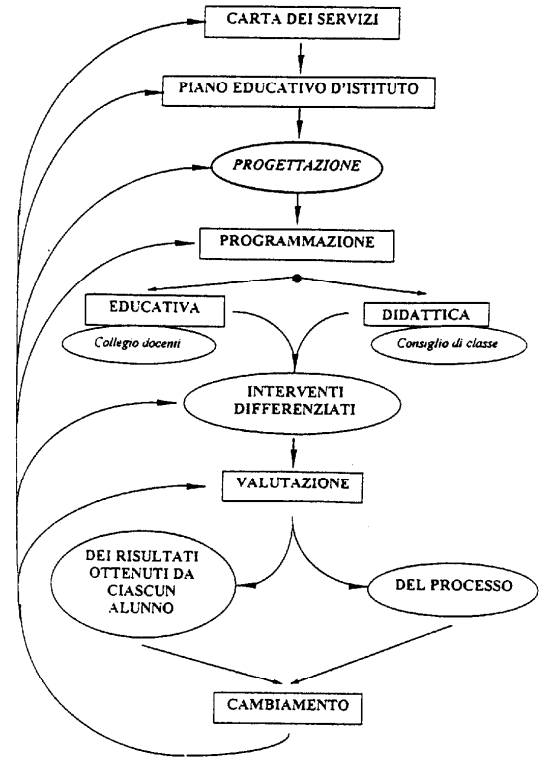 CARTA DEI SERVIZI
PIANO EDUCATIVO D'ISTITUTO
PROGETTAZIONE
PROGRAMMAZIONE
EDUCATIVA
DIDATTICA
Collegio docenti
Consiglio di classe
INTERVENTI
DIFFERENZIATI
VALUTAZIONE
DEI RISULTATI
OTTENUTI DA
CIASCUN
ALUNNO
DEL PROCESSO
CAMBIAMENTO